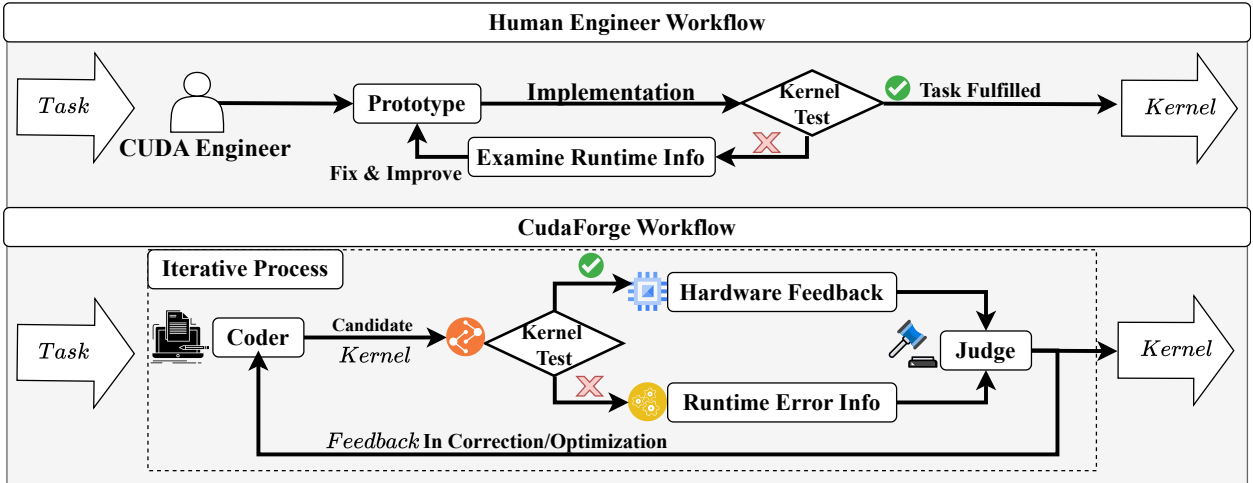 Human Engineer Workflow
Task
CUDA Engineer
Prototype
Implementation
Kernel
Test
Task Fulfilled
Kernel
Examine Runtime Info
Fix & Improve
CudaForge Workflow
Iterative Process
Task
Coder
Candidate
Kernel
Kernel
Test
Hardware Feedback
Runtime Error Info
Judge
Kernel
Feedback In Correction/Optimization